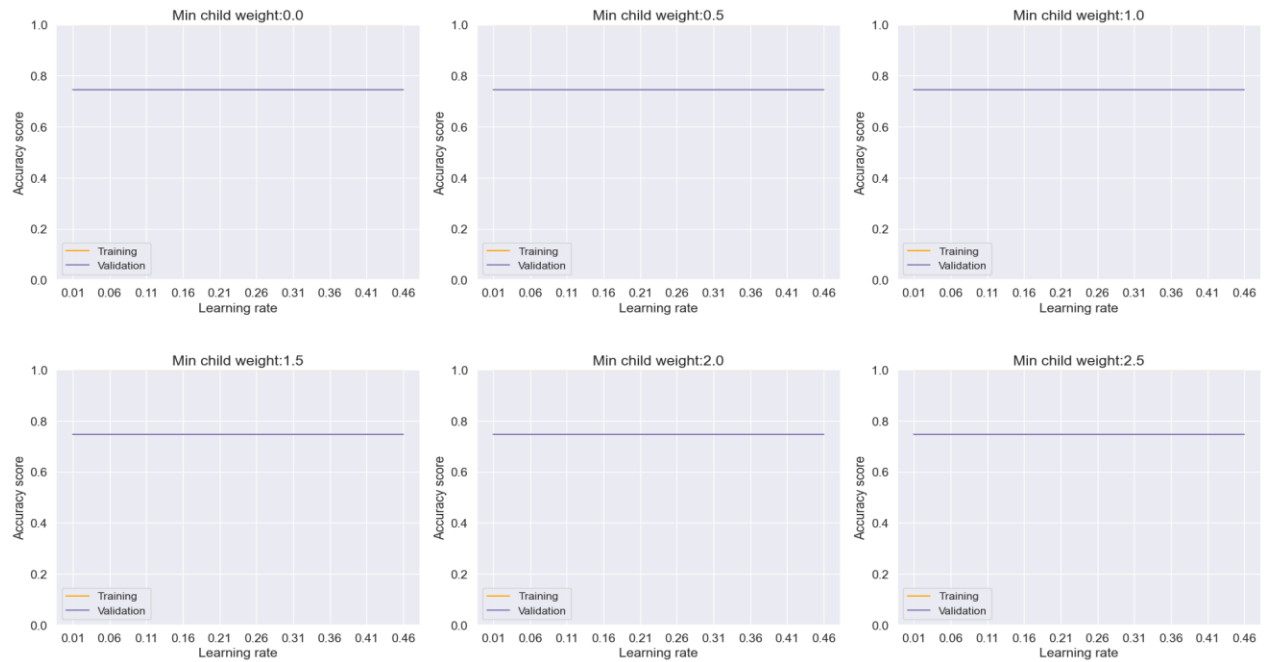 Min child weight:0.0
1.0
0.8
0.6
0.4
0.2
0.0
Accuracy score
Training
Validation
0.01 0.06 0.11 0.16 0.21 0.26 0.31 0.36 0.41 0.46
Learning rate
Min child weight:0.5
1.0
0.8
0.6
0.4
0.2
0.0
Accuracy score
Training
Validation
0.01 0.06 0.11 0.16 0.21 0.26 0.31 0.36 0.41 0.46
Learning rate
Min child weight:1.0
1.0
0.8
0.6
0.4
0.2
0.0
Accuracy score
Training
Validation
0.01 0.06 0.11 0.16 0.21 0.26 0.31 0.36 0.41 0.46
Learning rate
Min child weight:1.5
1.0
0.8
0.6
0.4
0.2
0.0
Accuracy score
Training
Validation
0.01 0.06 0.11 0.16 0.21 0.26 0.31 0.36 0.41 0.46
Learning rate
Min child weight:2.0
1.0
0.8
0.6
0.4
0.2
0.0
Accuracy score
Training
Validation
0.01 0.06 0.11 0.16 0.21 0.26 0.31 0.36 0.41 0.46
Learning rate
Min child weight:2.5
1.0
0.8
0.6
0.4
0.2
0.0
Accuracy score
Training
Validation
0.01 0.06 0.11 0.16 0.21 0.26 0.31 0.36 0.41 0.46
Learning rate